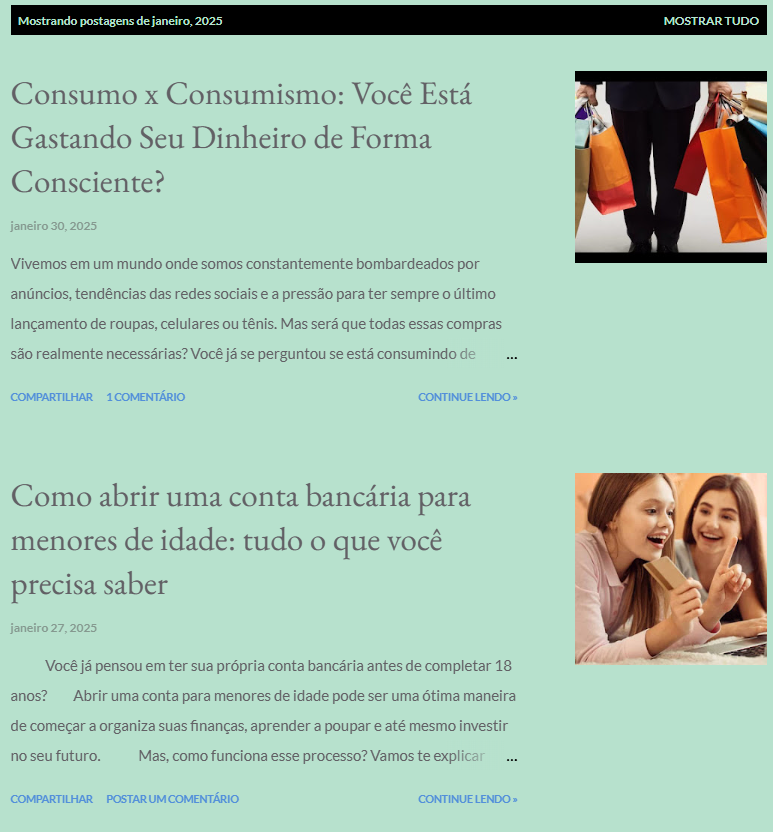 Mostrando postagens de janeiro, 2025 MOSTRAR TUDO
Consumo x Consumismo: Você Está
Gastando Seu Dinheiro de Forma
Consciente?
janeiro 30, 2025
Vivemos em um mundo onde somos constantemente bombardeados por
anúncios, tendências das redes sociais e a pressão para ter sempre o último
lançamento de roupas, celulares ou tênis. Mas será que todas essas compras
são realmente necessárias? Você já se perguntou se está consumindo de ...
COMPARTILHAR 1 COMENTÁRIO CONTINUE LENDO »
Como abrir uma conta bancária para
menores de idade: tudo o que você
precisa saber
janeiro 27, 2025
Você já pensou em ter sua própria conta bancária antes de completar 18
anos? Abrir uma conta para menores de idade pode ser uma ótima maneira
de começar a organiza suas finanças, aprender a poupar e até mesmo investir
no seu futuro. Mas, como funciona esse processo? Vamos te explicar ...
COMPARTILHAR POSTAR UM COMENTÁRIO CONTINUE LENDO »